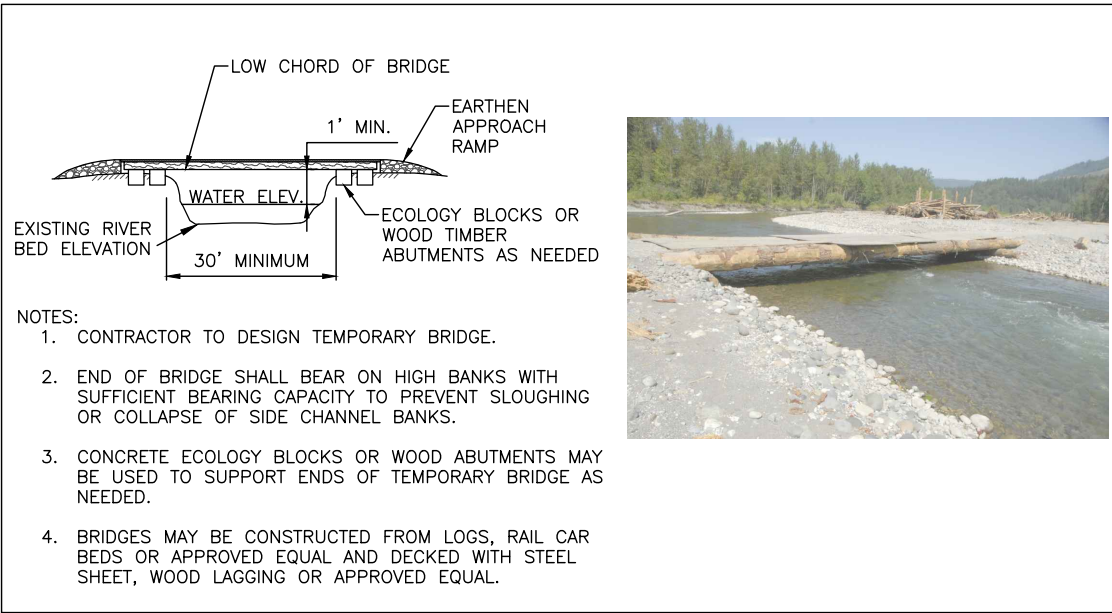 LOW CHORD OF BRIDGE
EARTHEN
APPROACH
RAMP
1' MIN.
WATER ELEV.
EXISTING RIVER
BED ELEVATION
ECOLOGY BLOCKS OR
WOOD TIMBER
ABUTMENTS AS NEEDED
30' MINIMUM
NOTES:
1. CONTRACTOR TO DESIGN TEMPORARY BRIDGE.
2. END OF BRIDGE SHALL BEAR ON HIGH BANKS WITH
SUFFICIENT BEARING CAPACITY TO PREVENT SLOUGHING
OR COLLAPSE OF SIDE CHANNEL BANKS.
3. CONCRETE ECOLOGY BLOCKS OR WOOD ABUTMENTS MAY
BE USED TO SUPPORT ENDS OF TEMPORARY BRIDGE AS
NEEDED.
4. BRIDGES MAY BE CONSTRUCTED FROM LOGS, RAIL CAR
BEDS OR APPROVED EQUAL AND DECKED WITH STEEL
SHEET, WOOD LAGGING OR APPROVED EQUAL.